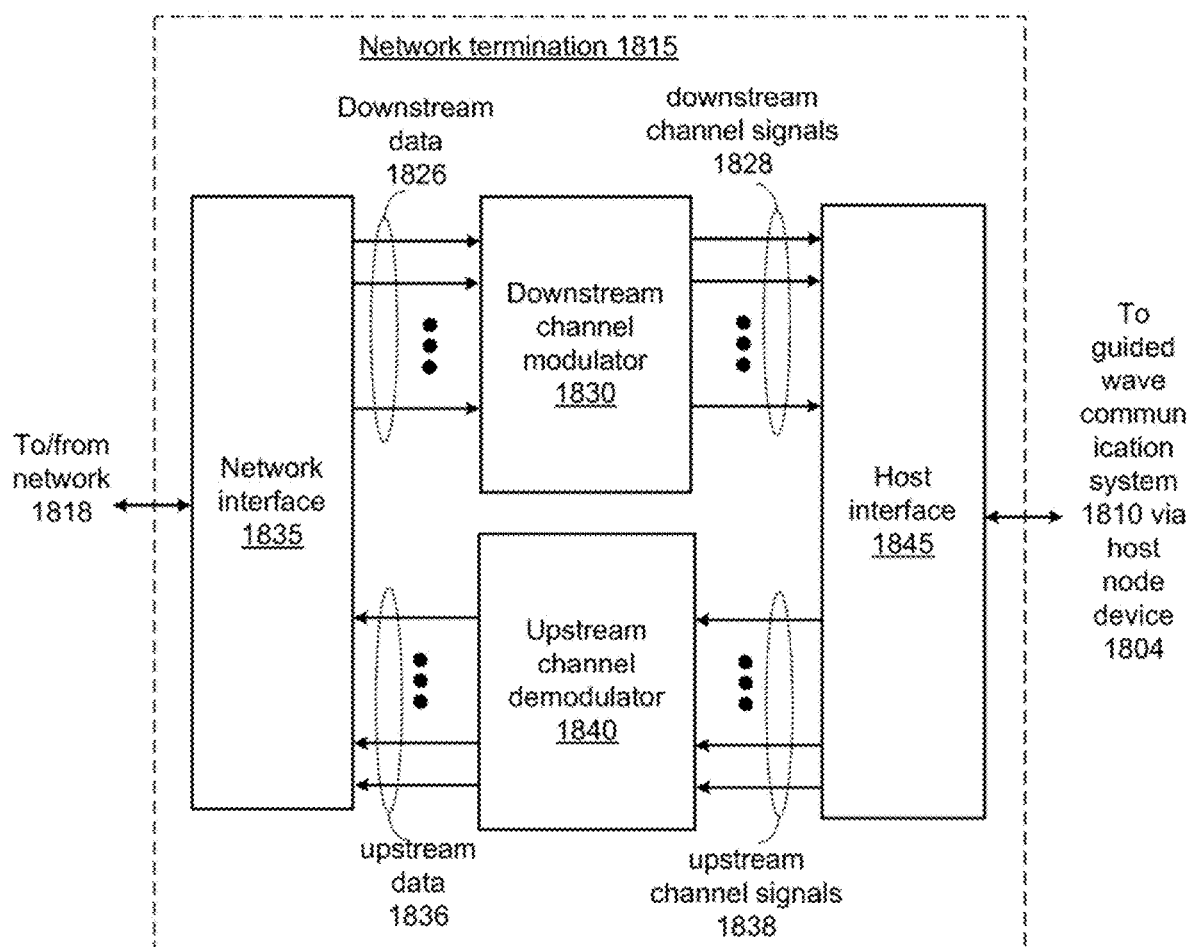 Network termination 1815
Downstream
data
1826
downstream
channel signals
1828
Downstream
channel
modulator
1830
To/from
network
1818
Network
interface
1835
Host
interface
1845
To
guided
wave
commun
ication
system
1810 via
host
node
device
1804
Upstream
channel
demodulator
1840
upstream
data
1836
upstream
channel signals
1838